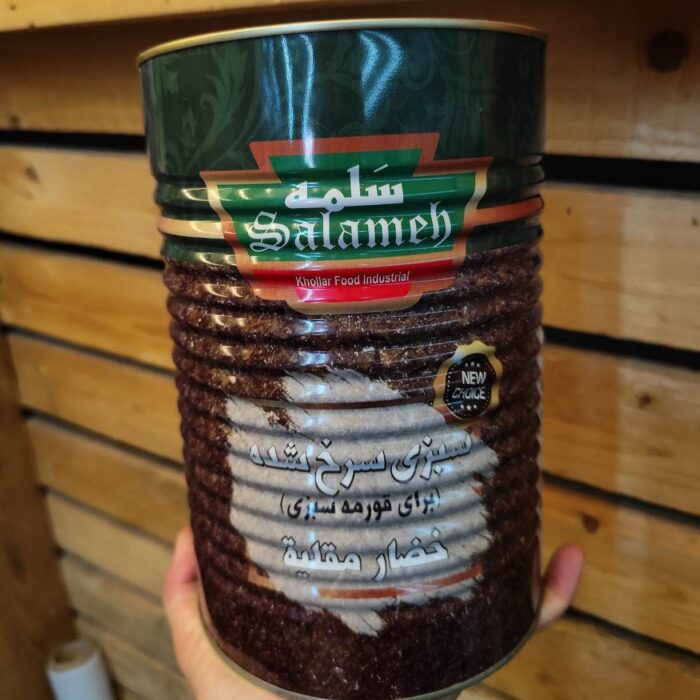 سَلمه
Salameh
Khollar Food Industrial
NEW
CHOICE
سبزی سرخ شده
(برای قورمه سبزی)
خضار مقلية